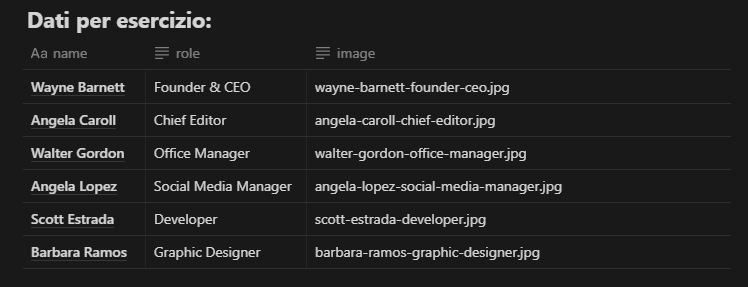 Dati per esercizio:
Aa name role image
Wayne Barnett Founder & CEO wayne-barnett-founder-ceo.jpg
Angela Caroll Chief Editor angela-caroll-chief-editor.jpg
Walter Gordon Office Manager walter-gordon-office-manager.jpg
Angela Lopez Social Media Manager angela-lopez-social-media-manager.jpg
Scott Estrada Developer scott-estrada-developer.jpg
Barbara Ramos Graphic Designer barbara-ramos-graphic-designer.jpg